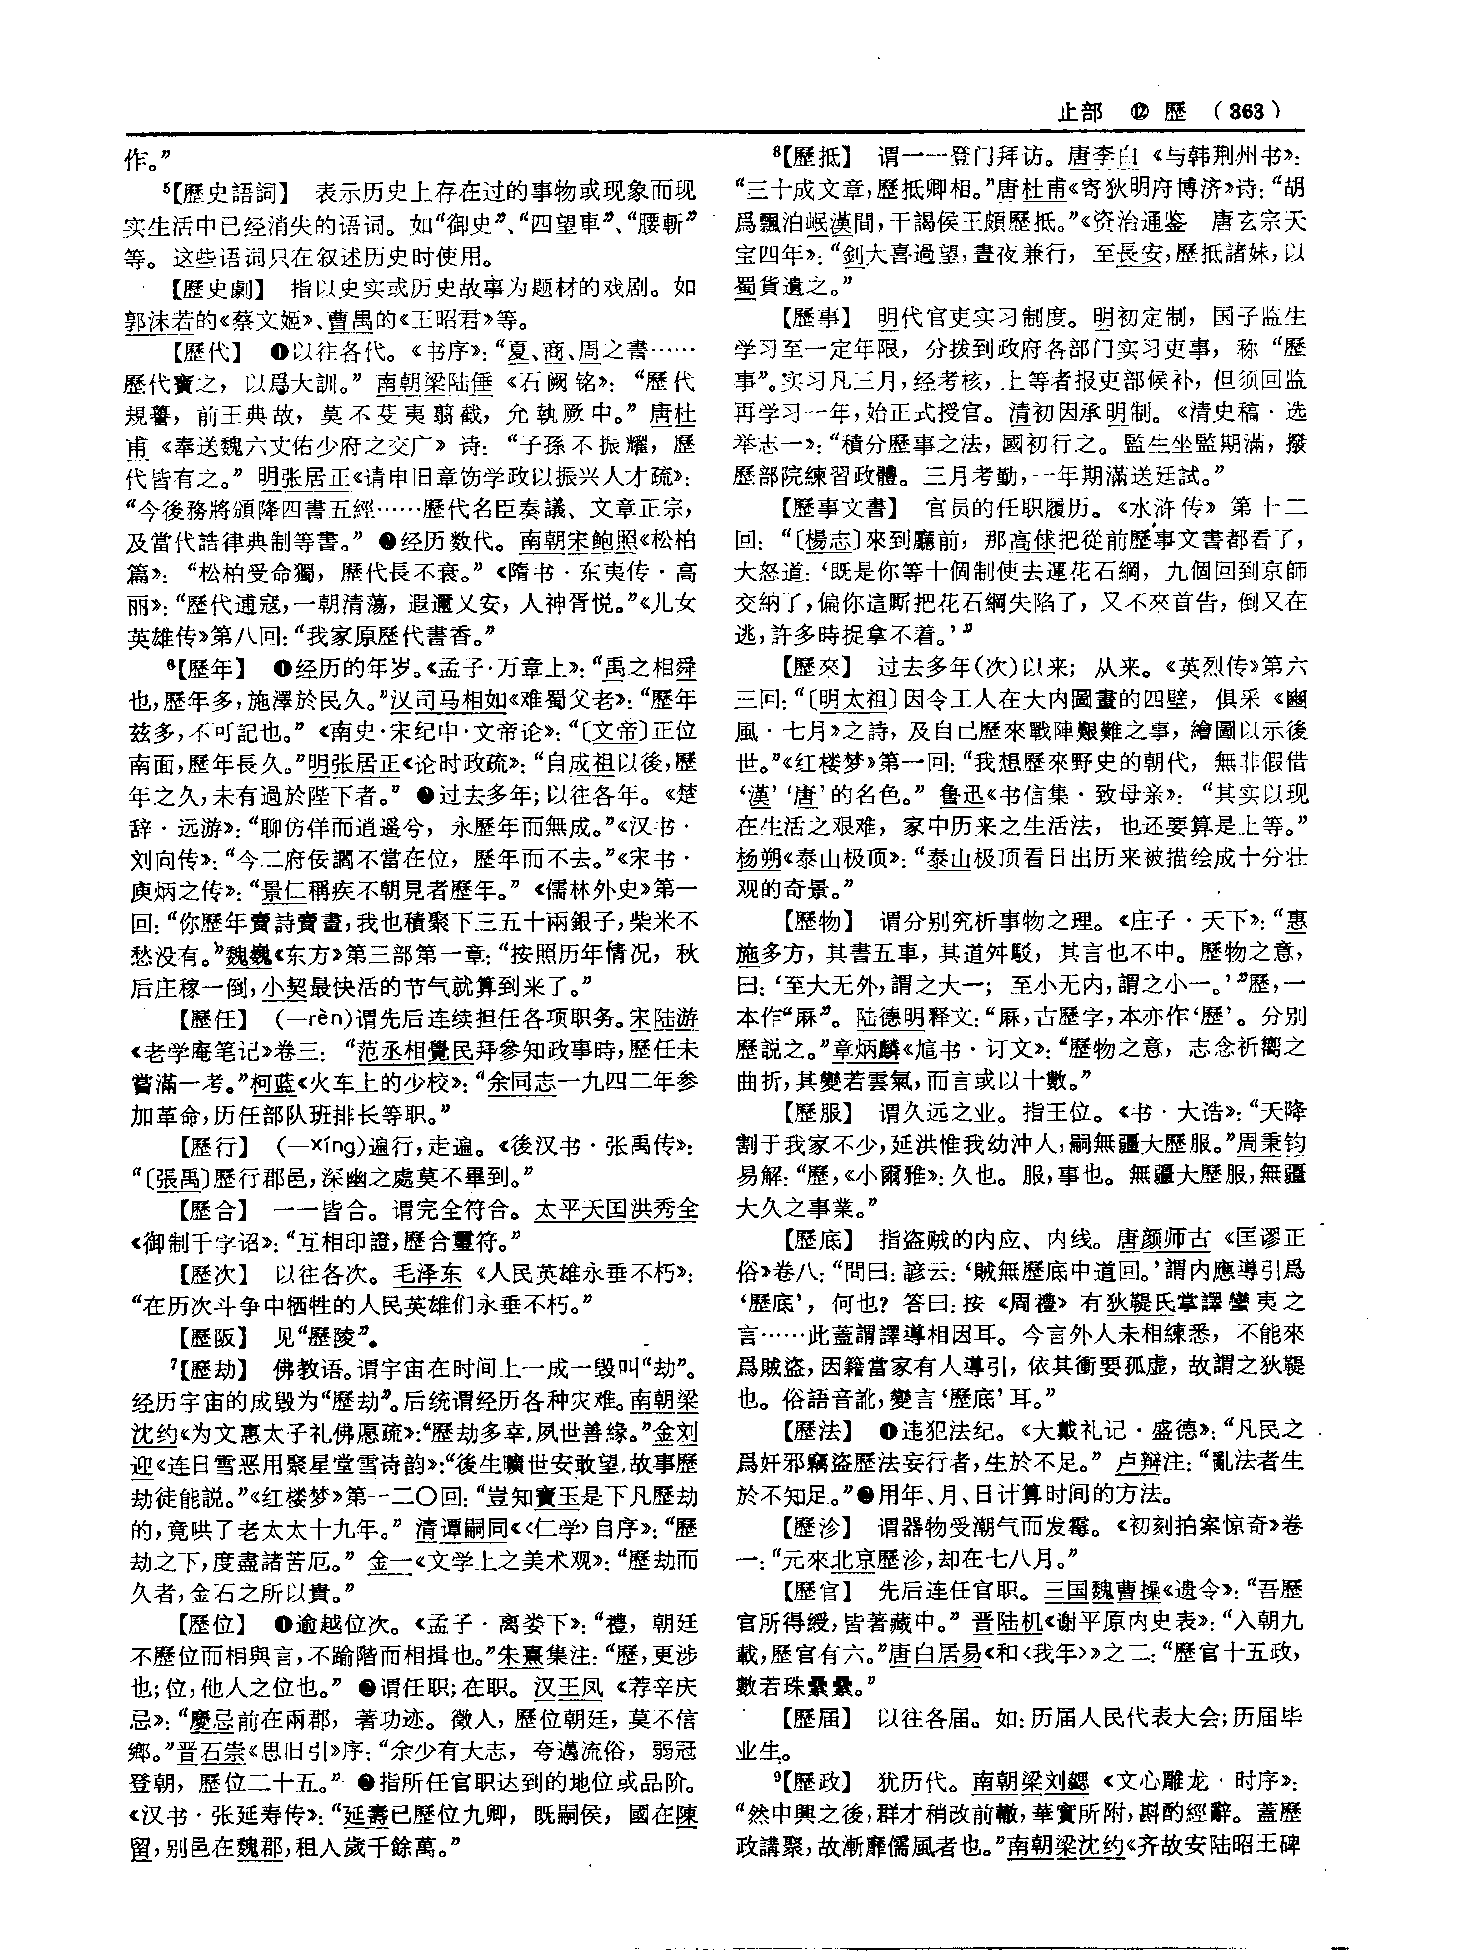 止部 ⑫ 歷 (363)
作。”
⁵【歷史語詞】 表示历史上存在过的事物或现象而现
实生活中已经消失的语词。如“御史”、“四望車”、“腰斬”
等。这些语词只在叙述历史时使用。
【歷史劇】 指以史实或历史故事为题材的戏剧。如
郭沫若的《蔡文姬》、曹禺的《王昭君》等。
【歷代】 ❶以往各代。《书序》：“夏、商、周之書……
歷代寳之，以爲大訓。”南朝梁陆倕《石阙铭》：“歷代
規謩，前王典故，莫不芟夷翦截，允執厥中。”唐杜
甫《奉送魏六丈佑少府之交广》诗：“子孫不振耀，歷
代皆有之。”明张居正《请申旧章饬学政以振兴人才疏》：
“今後務將頒降四書五經……歷代名臣奏議、文章正宗，
及當代誥律典制等書。”❷经历数代。南朝宋鲍照《松柏
篇》：“松柏受命獨，歷代長不衰。”《隋书·东夷传·高
丽》：“歷代逋寇，一朝清蕩，遐邇乂安，人神胥悦。”《儿女
英雄传》第八回：“我家原歷代書香。”
⁶【歷年】 ❶经历的年岁。《孟子·万章上》：“禹之相舜
也，歷年多，施澤於民久。”汉司马相如《难蜀父老》：“歷年
兹多，不可記也。”《南史·宋纪中·文帝论》：“〔文帝〕正位
南面，歷年長久。”明张居正《论时政疏》：“自成祖以後，歷
年之久，未有過於陛下者。”❷过去多年；以往各年。《楚
辞·远游》：“聊仿佯而逍遥兮，永歷年而無成。”《汉书·
刘向传》：“今二府佞讇不當在位，歷年而不去。”《宋书·
庾炳之传》：“景仁稱疾不朝見者歷年。”《儒林外史》第一
回：“你歷年賣詩賣畫，我也積聚下三五十兩銀子，柴米不
愁没有。”魏巍《东方》第三部第一章：“按照历年情况，秋
后庄稼一倒，小契最快活的节气就算到来了。”
【歷任】 （—rèn）谓先后连续担任各项职务。宋陆游
《老学庵笔记》卷三：“范丞相覺民拜參知政事時，歷任未
嘗滿一考。”柯蓝《火车上的少校》：“余同志一九四二年参
加革命，历任部队班排长等职。”
【歷行】 （—xíng）遍行，走遍。《後汉书·张禹传》：
“〔張禹〕歷行郡邑，深幽之處莫不畢到。”
【歷合】 一一皆合。谓完全符合。太平天囯洪秀全
《御制千字诏》：“互相印證，歷合璽符。”
【歷次】 以往各次。毛泽东《人民英雄永垂不朽》：
“在历次斗争中牺牲的人民英雄们永垂不朽。”
【歷阪】 见“歷陵”。
⁷【歷劫】 佛教语。谓宇宙在时间上一成一毁叫“劫”。
经历宇宙的成毁为“歷劫”。后统谓经历各种灾难。南朝梁
沈约《为文惠太子礼佛愿疏》：“歷劫多幸，夙世善緣。”金刘
迎《连日雪恶用聚星堂雪诗韵》：“後生曠世安敢望，故事歷
劫徒能説。”《红楼梦》第一二〇回：“豈知寳玉是下凡歷劫
的，竟哄了老太太十九年。”清谭嗣同《〈仁学〉自序》：“歷
劫之下，度盡諸苦厄。”金一《文学上之美术观》：“歷劫而
久者，金石之所以貴。”
【歷位】 ❶逾越位次。《孟子·离娄下》：“禮，朝廷
不歷位而相與言，不踰階而相揖也。”朱熹集注：“歷，更涉
也；位，他人之位也。”❷谓任职；在职。汉王凤《荐辛庆
忌》：“慶忌前在兩郡，著功迹。徵入，歷位朝廷，莫不信
鄉。”晋石崇《思旧引》序：“余少有大志，夸邁流俗，弱冠
登朝，歷位二十五。”❸指所任官职达到的地位或品阶。
《汉书·张延寿传》：“延壽已歷位九卿，既嗣侯，國在陳
留，别邑在魏郡，租入歲千餘萬。”
⁸【歷抵】 谓一一登门拜访。唐李白《与韩荆州书》：
“三十成文章，歷抵卿相。”唐杜甫《寄狄明府博济》诗：“胡
爲飄泊岷漢間，干謁侯王頗歷抵。”《资治通鉴 唐玄宗天
宝四年》：“釗大喜過望，晝夜兼行，至長安，歷抵諸妹，以
蜀貨遺之。”
【歷事】 明代官吏实习制度。明初定制，国子监生
学习至一定年限，分拨到政府各部门实习吏事，称“歷
事”。实习凡三月，经考核，上等者报吏部候补，但须回监
再学习一年，始正式授官。清初因承明制。《清史稿·选
举志一》：“積分歷事之法，國初行之。監生坐監期滿，撥
歷部院練習政體。三月考勤，一年期滿送廷試。”
【歷事文書】 官员的任职履历。《水浒传》第十二
回：“〔楊志〕來到廳前，那高俅把從前歷事文書都看了，
大怒道：‘既是你等十個制使去運花石綱，九個回到京師
交納了，偏你這厮把花石綱失陷了，又不來首告，倒又在
逃，許多時捉拿不着。’”
【歷來】 过去多年（次）以来；从来。《英烈传》第六
三回：“〔明太祖〕因令工人在大内圖畫的四壁，俱采《豳
風·七月》之詩，及自己歷來戰陣艱難之事，繪圖以示後
世。”《红楼梦》第一回：“我想歷來野史的朝代，無非假借
‘漢’‘唐’的名色。”鲁迅《书信集·致母亲》：“其实以现
在生活之艰难，家中历来之生活法，也还要算是上等。”
杨朔《泰山极顶》：“泰山极顶看日出历来被描绘成十分壮
观的奇景。”
【歷物】 谓分别究析事物之理。《庄子·天下》：“惠
施多方，其書五車，其道舛駁，其言也不中。歷物之意，
曰：‘至大无外，謂之大一；至小无内，謂之小一。’”歷，一
本作“厤”。陆德明释文：“厤，古歷字，本亦作‘歷’。分别
歷説之。”章炳麟《訄书·订文》：“歷物之意，志念祈嚮之
曲折，其變若雲氣，而言或以十數。”
【歷服】 谓久远之业。指王位。《书·大诰》：“天降
割于我家不少，延洪惟我幼沖人，嗣無疆大歷服。”周秉钧
易解：“歷，《小爾雅》：久也。服，事也。無疆大歷服，無疆
大久之事業。”
【歷底】 指盗贼的内应、内线。唐颜师古《匡谬正
俗》卷八：“問曰：諺云：‘賊無歷底中道回。’謂内應導引爲
‘歷底’，何也？答曰：按《周禮》有狄鞮氏掌譯蠻夷之
言……此蓋謂譯導相因耳。今言外人未相練悉，不能來
爲賊盜，因籍當家有人導引，依其衝要孤虚，故謂之狄鞮
也。俗語音訛，變言‘歷底’耳。”
【歷法】 ❶违犯法纪。《大戴礼记·盛德》：“凡民之
爲奸邪竊盜歷法妄行者，生於不足。”卢辩注：“亂法者生
於不知足。”❷用年、月、日计算时间的方法。
【歷沴】 谓器物受潮气而发霉。《初刻拍案惊奇》卷
一：“元來北京歷沴，却在七八月。”
【歷官】 先后连任官职。三国魏曹操《遗令》：“吾歷
官所得綬，皆著藏中。”晋陆机《谢平原内史表》：“入朝九
載，歷官有六。”唐白居易《和〈我年〉》之二：“歷官十五政，
數若珠纍纍。”
【歷届】 以往各届。如：历届人民代表大会；历届毕
业生。
⁹【歷政】 犹历代。南朝梁刘勰《文心雕龙·时序》：
“然中興之後，群才稍改前轍，華實所附，斟酌經辭。蓋歷
政講聚，故漸靡儒風者也。”南朝梁沈约《齐故安陆昭王碑